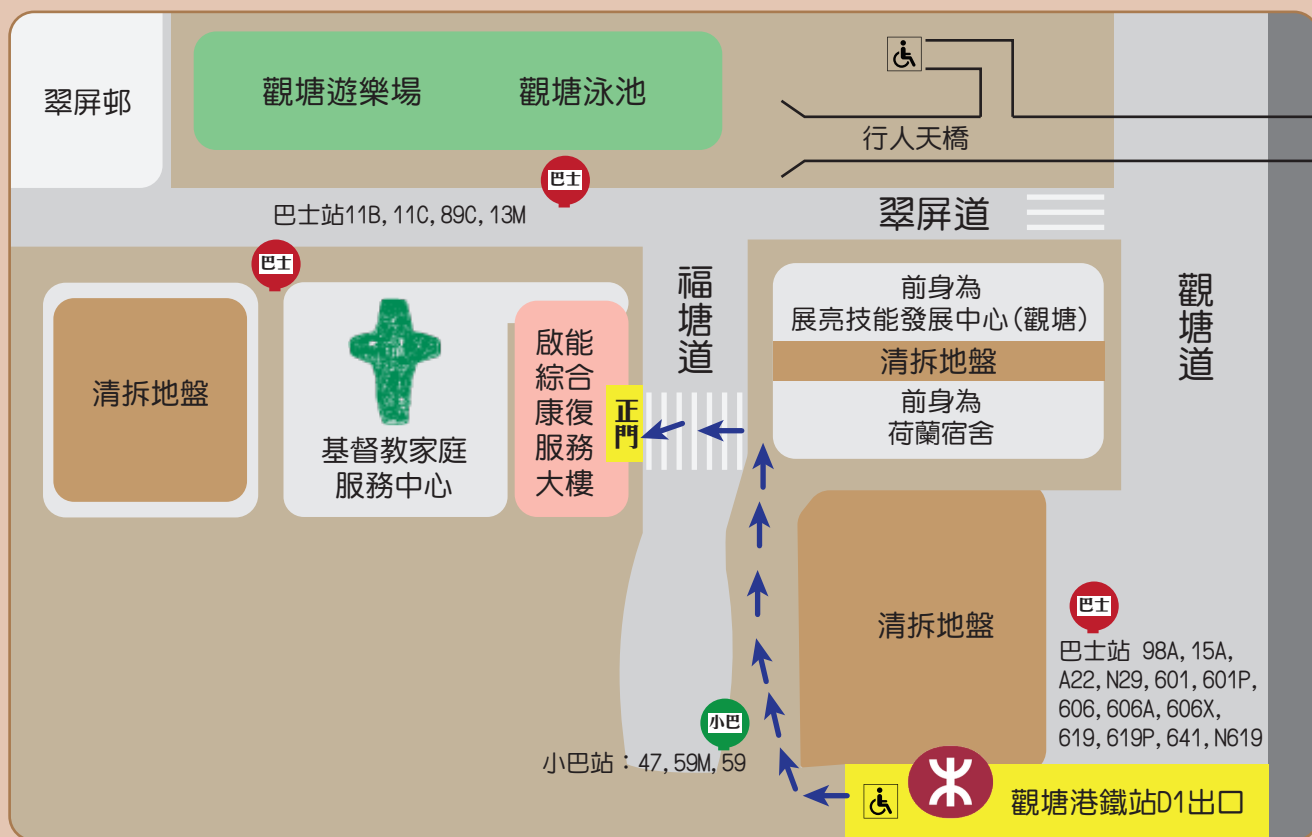 翠屏邨
觀塘遊樂場
觀塘泳池
行人天橋
巴士
巴士站11B, 11C, 89C, 13M
翠屏道
巴士
福塘道
觀塘道
前身為
展亮技能發展中心(觀塘)
清拆地盤
前身為
荷蘭宿舍
清拆地盤
基督教家庭
服務中心
啟能
綜合
康復
服務
大樓
正門
清拆地盤
巴士
巴士站 98A, 15A,
A22, N29, 601, 601P,
606, 606A, 606X,
619, 619P, 641, N619
小巴
小巴站：47, 59M, 59
觀塘港鐵站D1出口